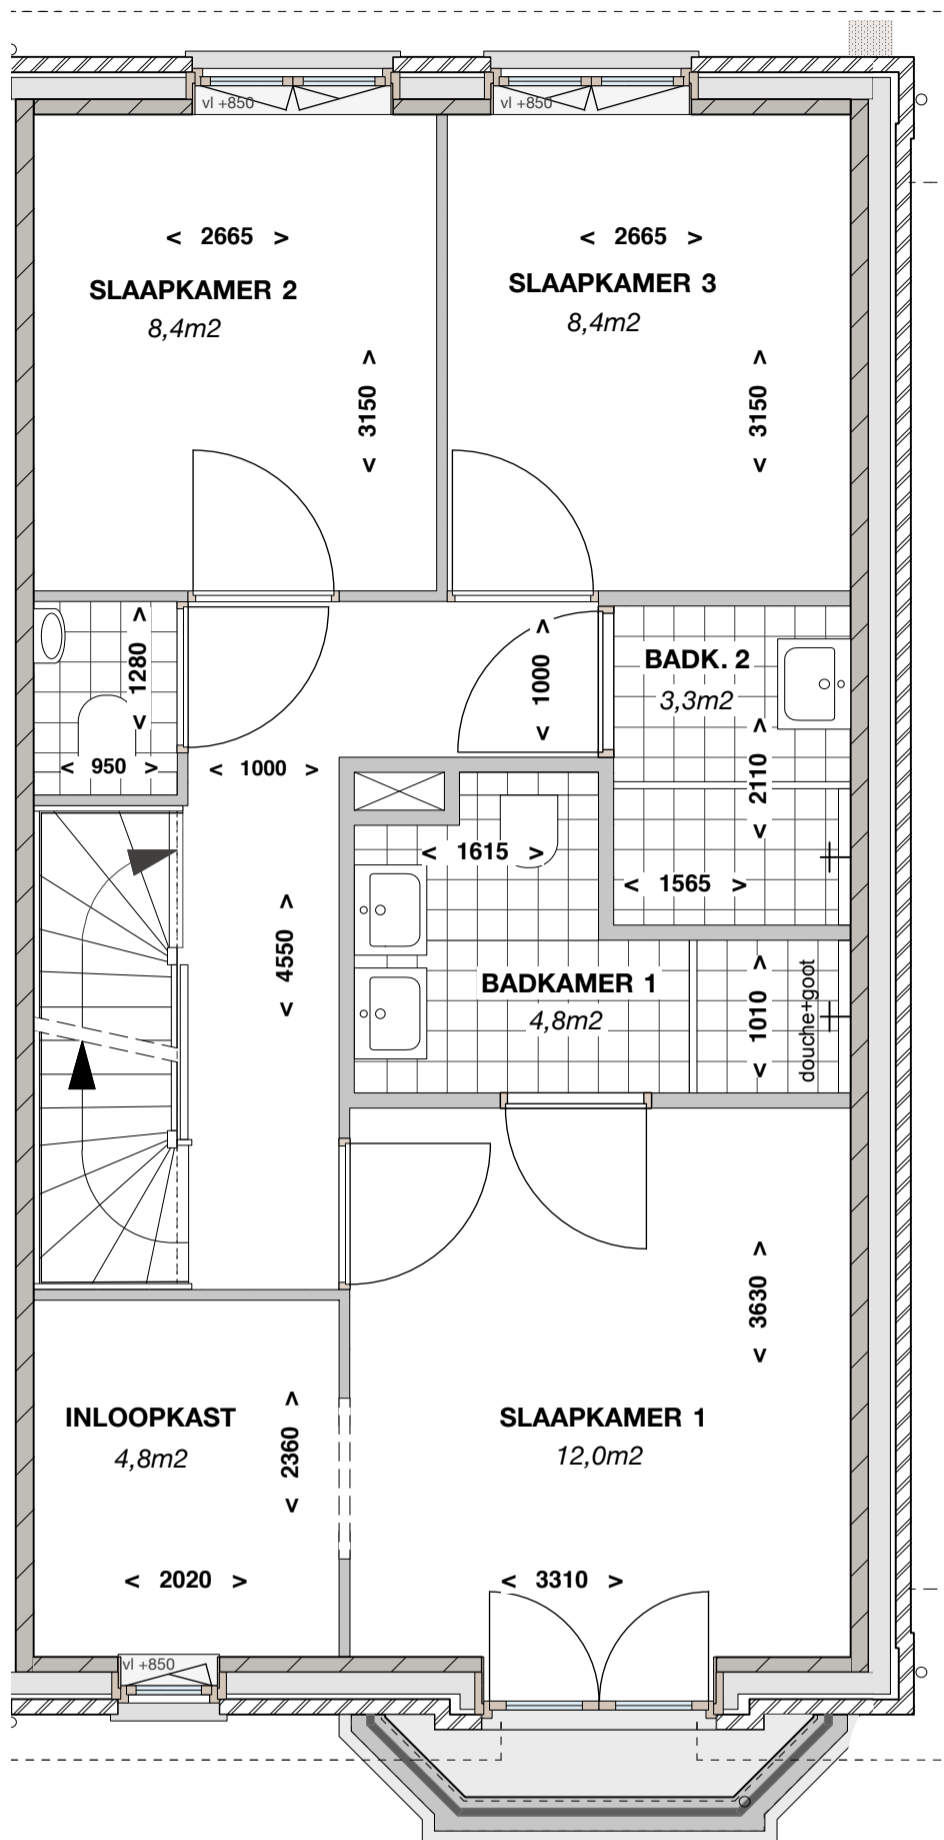 vl +850
vl +850
< 2665 >
< 2665 >
SLAAPKAMER 2
8,4m2
SLAAPKAMER 3
8,4m2
< 3150 >
< 3150 >
< 1280 >
< 950 >
< 1000 >
< 1000 >
BADK. 2
3,3m2
< 2110 >
< 1565 >
< 1615 >
< 4550 >
BADKAMER 1
4,8m2
< 1010 >
douche+goot
< 3630 >
INLOOPKAST
4,8m2
< 2360 >
SLAAPKAMER 1
12,0m2
< 2020 >
< 3310 >
vl +850